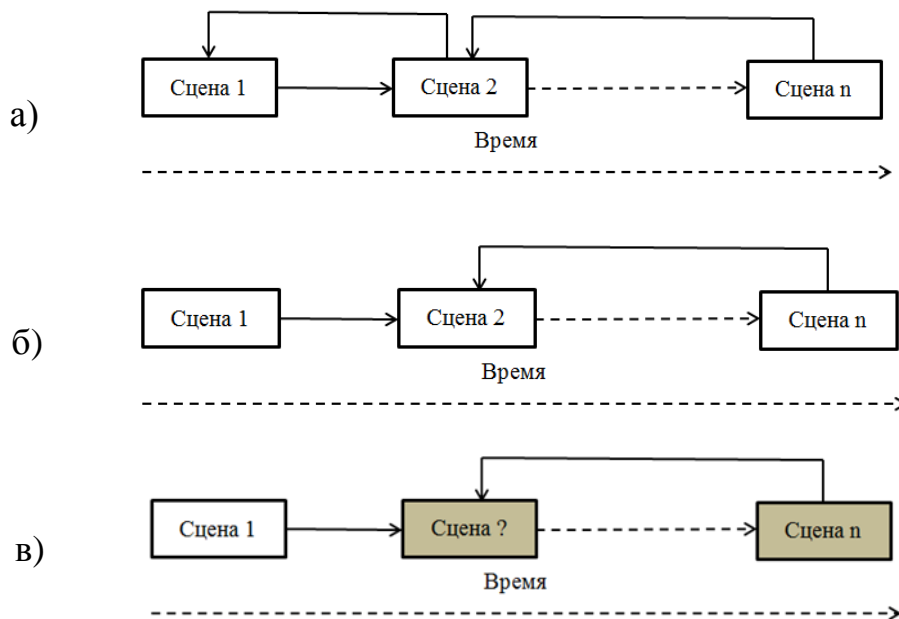 а)
Сцена 1
Сцена 2
Сцена n
Время
б)
Сцена 1
Сцена 2
Сцена n
Время
в)
Сцена 1
Сцена ?
Сцена n
Время